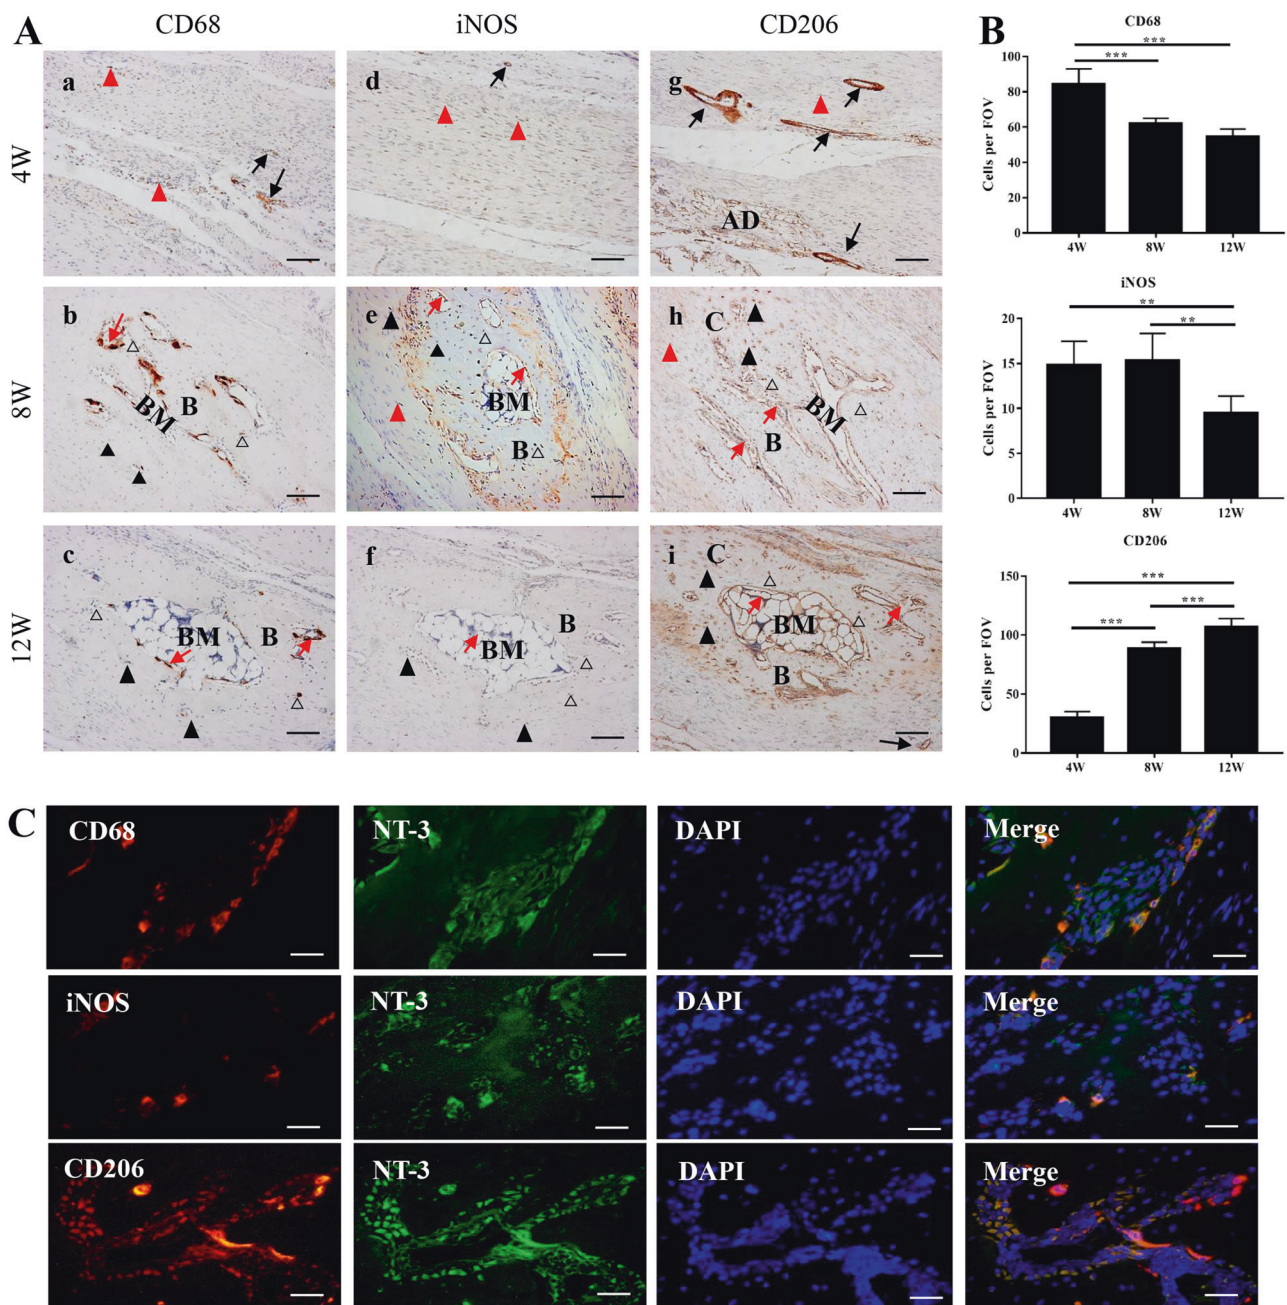 A
CD68
iNOS
CD206
4W
a
d
g
AD
8W
b
BM
B
e
BM
B
h
C
BM
B
12W
c
BM
B
f
BM
B
i
C
BM
B
B
CD68
***
***
Cells per FOV
100
80
60
40
20
0
4W
8W
12W
iNOS
**
**
Cells per FOV
20
15
10
5
0
4W
8W
12W
CD206
***
***
***
Cells per FOV
150
100
50
0
4W
8W
12W
C
CD68
NT-3
DAPI
Merge
iNOS
NT-3
DAPI
Merge
CD206
NT-3
DAPI
Merge